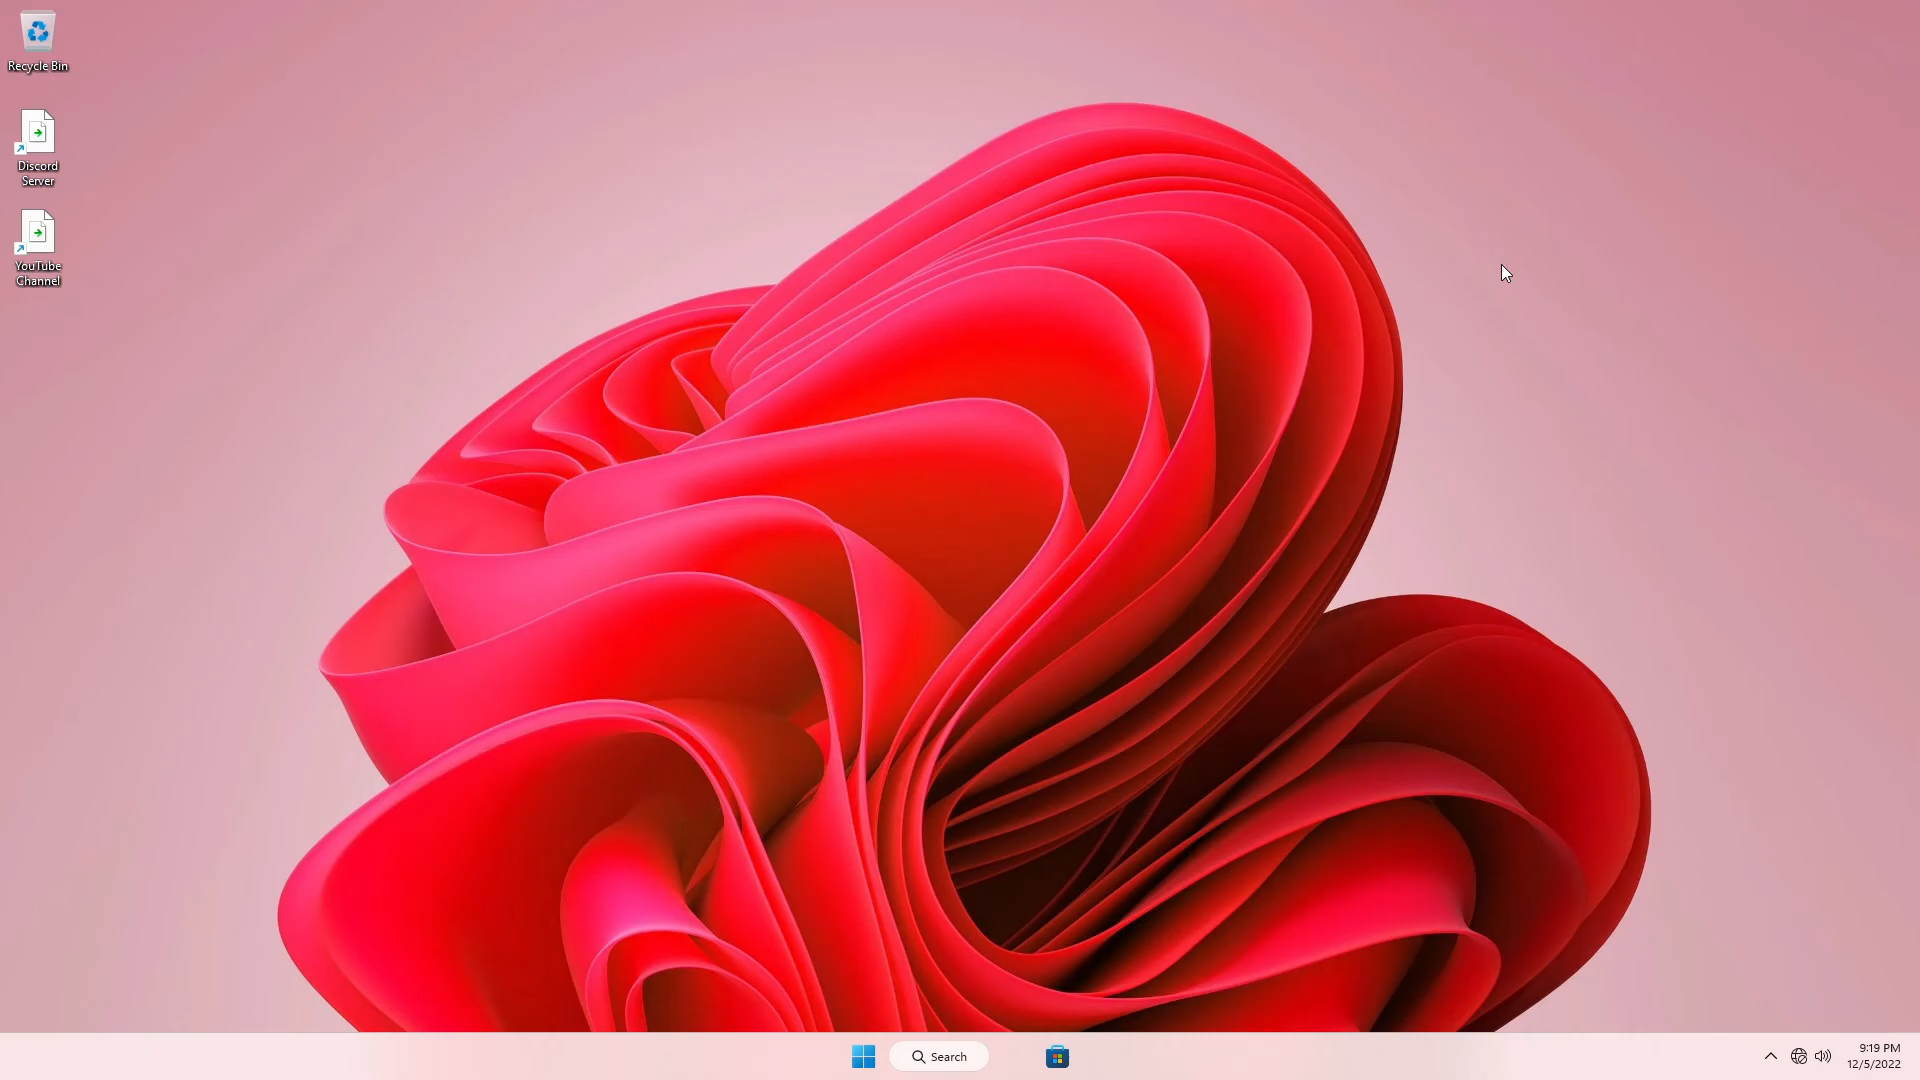 Recycle Bin
Discord
Server
YouTube
Channel
Search
9:19 PM
12/5/2022